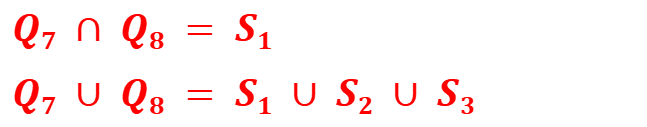 Q₇ ∩ Q₈ = S₁
Q₇ ∪ Q₈ = S₁ ∪ S₂ ∪ S₃